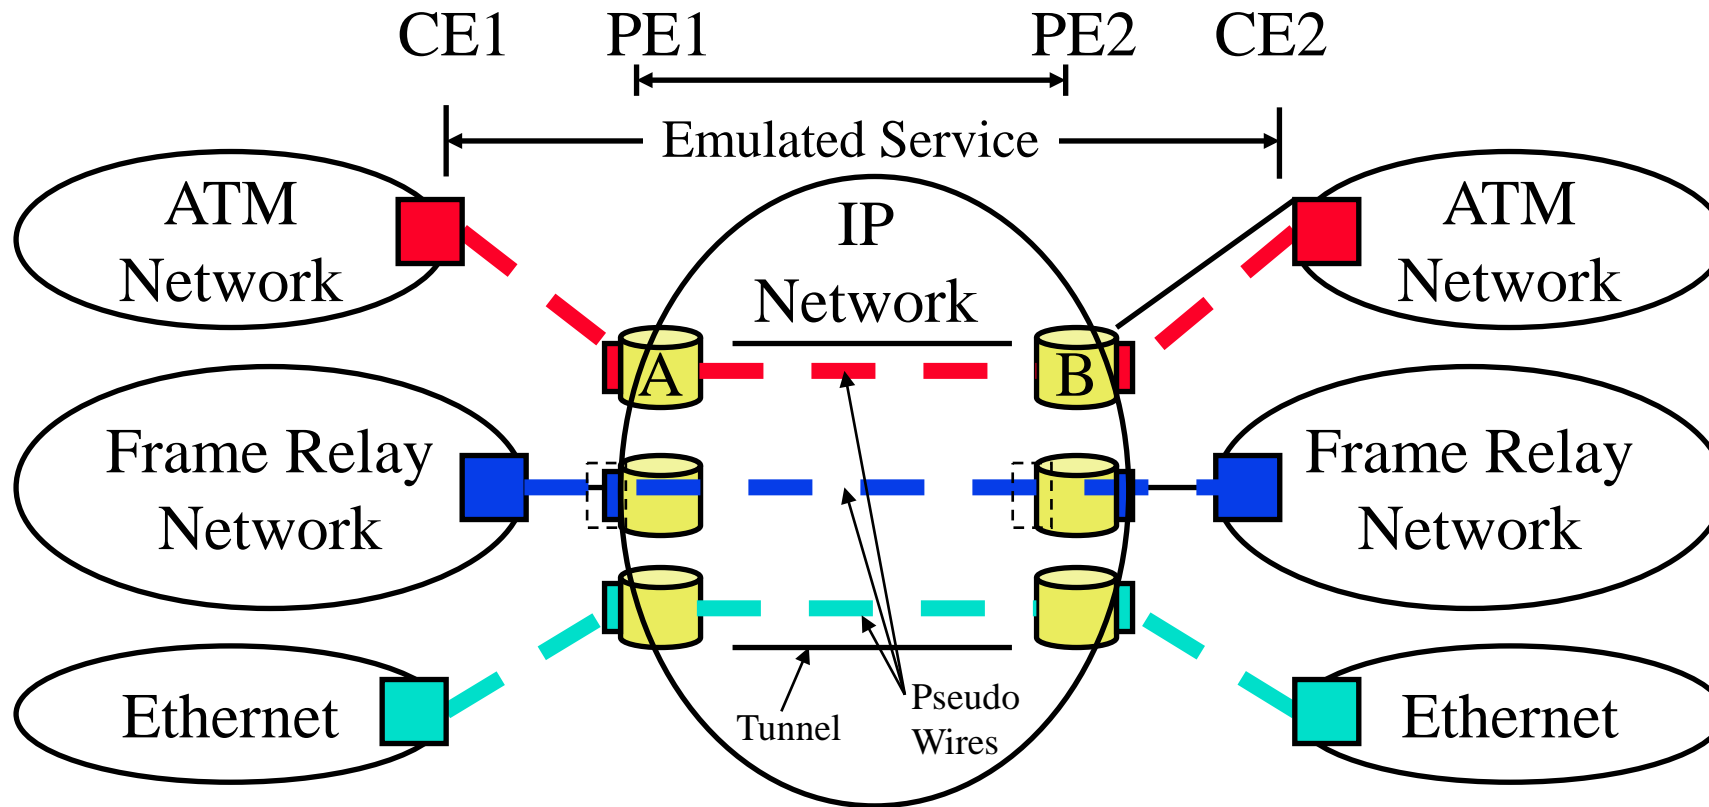 CE1 PE1 PE2 CE2
Emulated Service
ATM
Network
IP
Network
ATM
Network
A
B
Frame Relay
Network
Frame Relay
Network
Ethernet
Tunnel
Pseudo
Wires
Ethernet